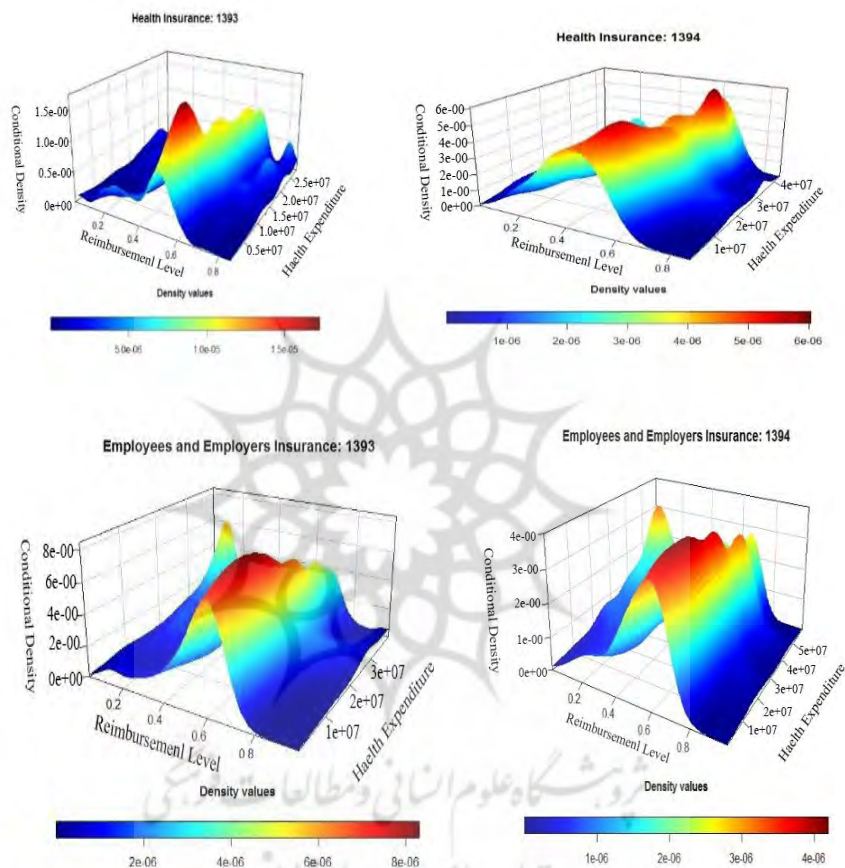 Health Insurance: 1393
Conditional Density
1.5e-00
1.0e-00
0.5e-00
0e+00
0.2
0.4
0.6
0.8
Reimbursemenl Level
0.5e+07
1.0e+07
1.5e+07
2.0e+07
2.5e+07
Haelth Expenditure
Density values
5.0e-06
1.0e-05
1.5e-05
Health Insurance: 1394
Conditional Density
6e-00
5e-00
4e-00
3e-00
2e-00
1e-00
0e+00
0.2
0.4
0.6
0.8
Reimbursemenl Level
1e+07
2e+07
3e+07
4e+07
Haelth Expenditure
Density values
1e-06
2e-06
3e-06
4e-06
5e-06
6e-06
Employees and Employers Insurance: 1393
Conditional Density
8e-00
6e-00
4e-00
2e-00
0e+00
0.2
0.4
0.6
0.8
Reimbursemenl Level
1e+07
2e+07
3e+07
Haelth Expenditure
Density values
2e-06
4e-06
6e-06
8e-06
Employees and Employers Insurance: 1394
Conditional Density
4e-00
3e-00
2e-00
1e-00
0e+00
0.2
0.4
0.6
0.8
Reimbursemenl Level
1e+07
2e+07
3e+07
4e+07
5e+07
Haelth Expenditure
Density values
1e-06
2e-06
3e-06
4e-06
پژوهشگاه علوم انسانی و مطالعات فرهنگی